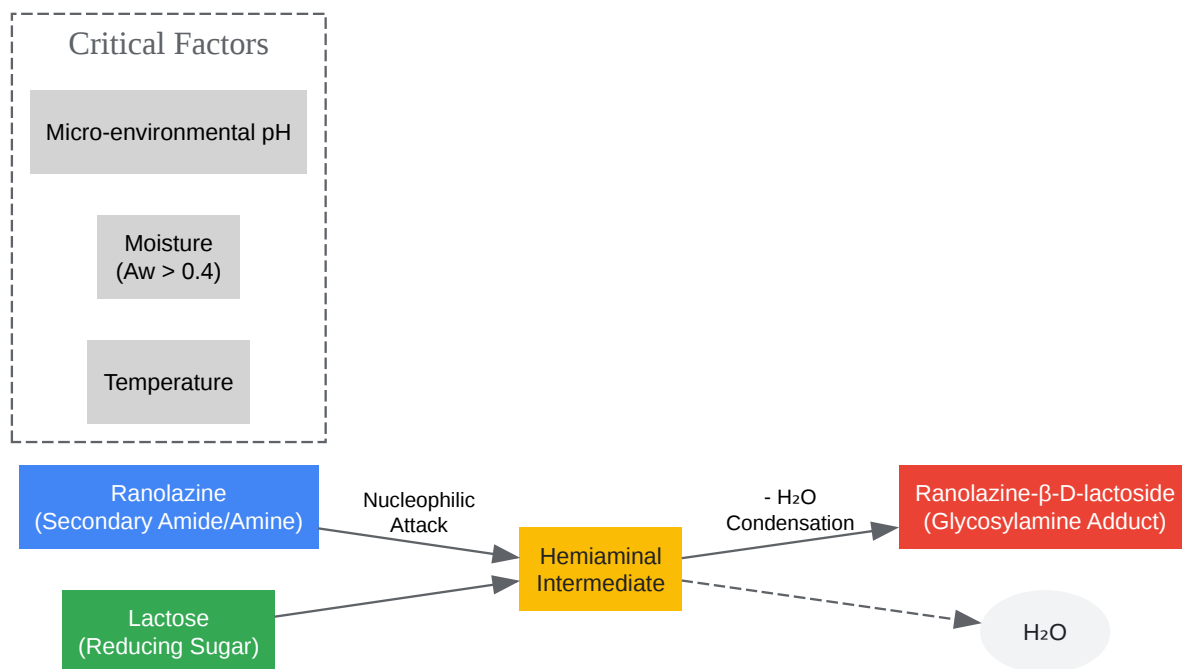 Critical Factors
Micro-environmental pH
Moisture
(Aw > 0.4)
Temperature
Ranolazine
(Secondary Amide/Amine)
Nucleophilic
Attack
Lactose
(Reducing Sugar)
Hemiaminal
Intermediate
- H₂O
Condensation
Ranolazine-β-D-lactoside
(Glycosylamine Adduct)
H₂O